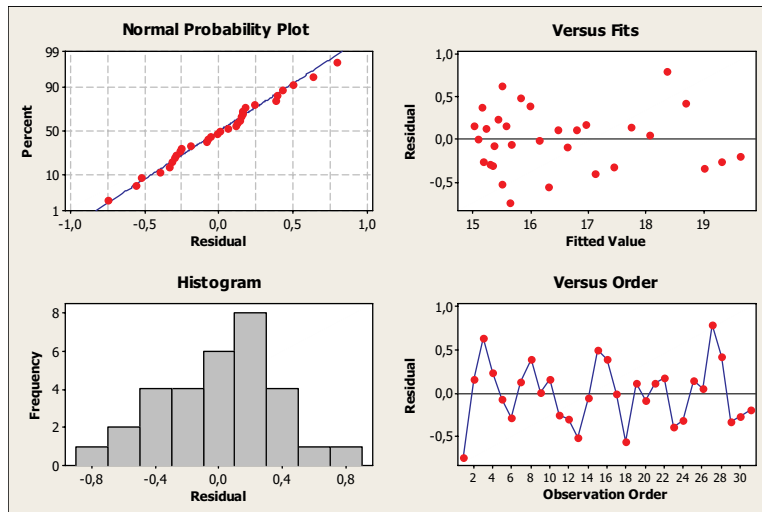 Normal Probability Plot
99
90
50
10
1
Percent
-1,0 -0,5 0,0 0,5 1,0
Residual
Versus Fits
1,0
0,5
0,0
-0,5
Residual
15 16 17 18 19
Fitted Value
Histogram
8
6
4
2
0
Frequency
-0,8 -0,4 0,0 0,4 0,8
Residual
Versus Order
1,0
0,5
0,0
-0,5
Residual
2 4 6 8 10 12 14 16 18 20 22 24 26 28 30
Observation Order